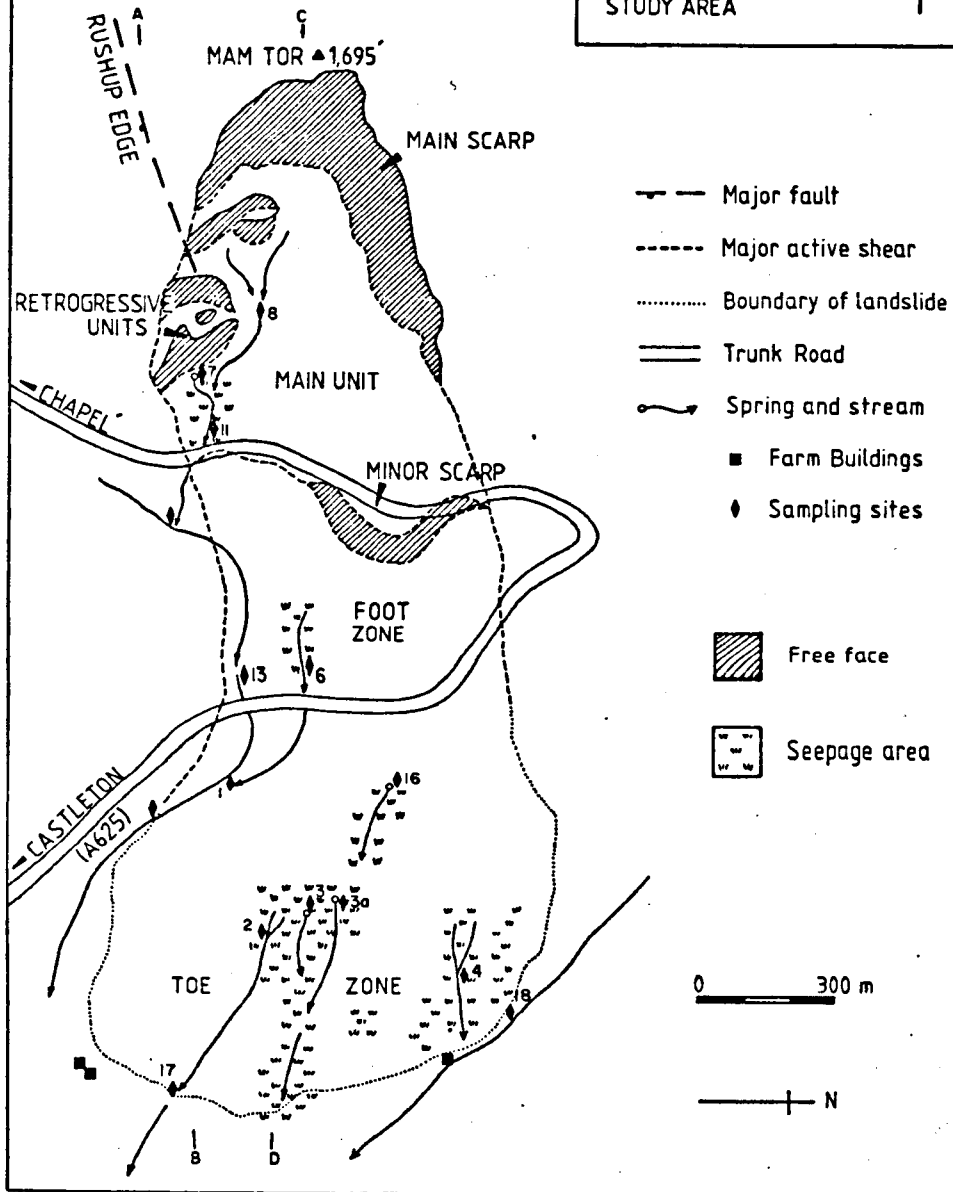 STUDY AREA
1
A
C
MAM TOR ▲ 1,695'
RUSHUP EDGE
MAIN SCARP
Major fault
Major active shear
Boundary of landslide
Trunk Road
Spring and stream
Farm Buildings
Sampling sites
Free face
Seepage area
RETROGRESSIVE
UNITS
8
MAIN UNIT
7
11
CHAPEL
MINOR SCARP
FOOT
ZONE
13
6
1
16
CASTLETON
(A625)
3
3a
2
4
18
TOE ZONE
17
B
D
0 300 m
N